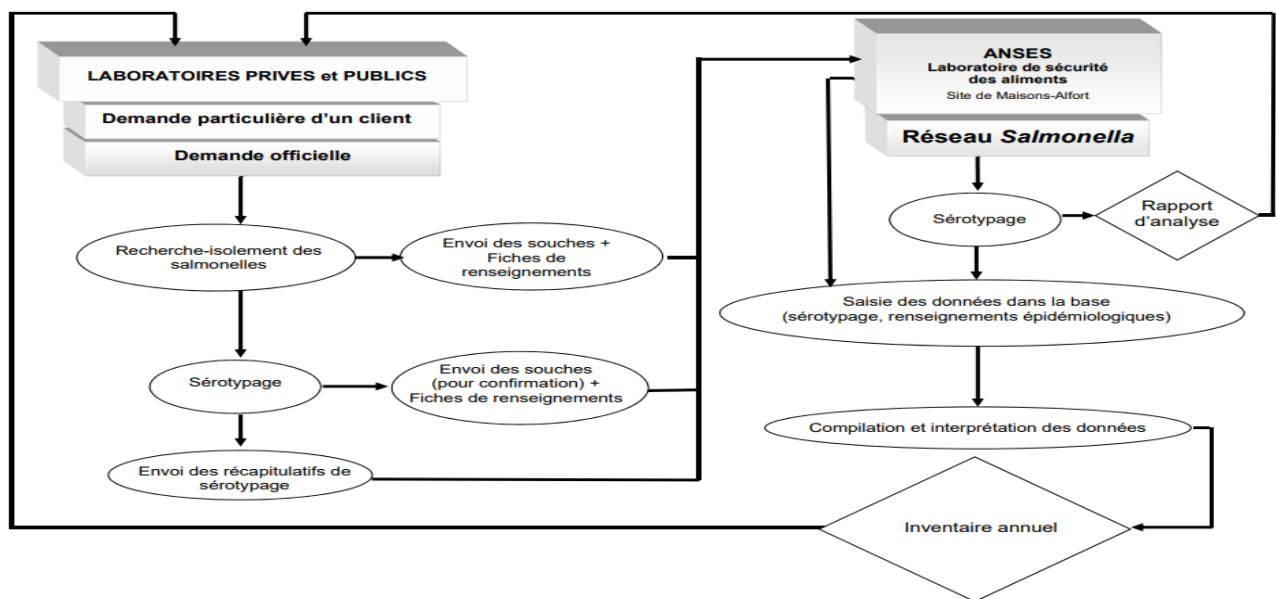 LABORATOIRES PRIVES et PUBLICS
Demande particulière d'un client
Demande officielle
Recherche-isolement des
salmonelles
Envoi des souches +
Fiches de
renseignements
Sérotypage
Envoi des souches
(pour confirmation) +
Fiches de renseignements
Envoi des récapitulatifs de
sérotypage
ANSES
Laboratoire de sécurité
des aliments
Site de Maisons-Alfort
Réseau Salmonella
Sérotypage
Rapport
d'analyse
Saisie des données dans la base
(sérotypage, renseignements épidémiologiques)
Compilation et interprétation des données
Inventaire annuel